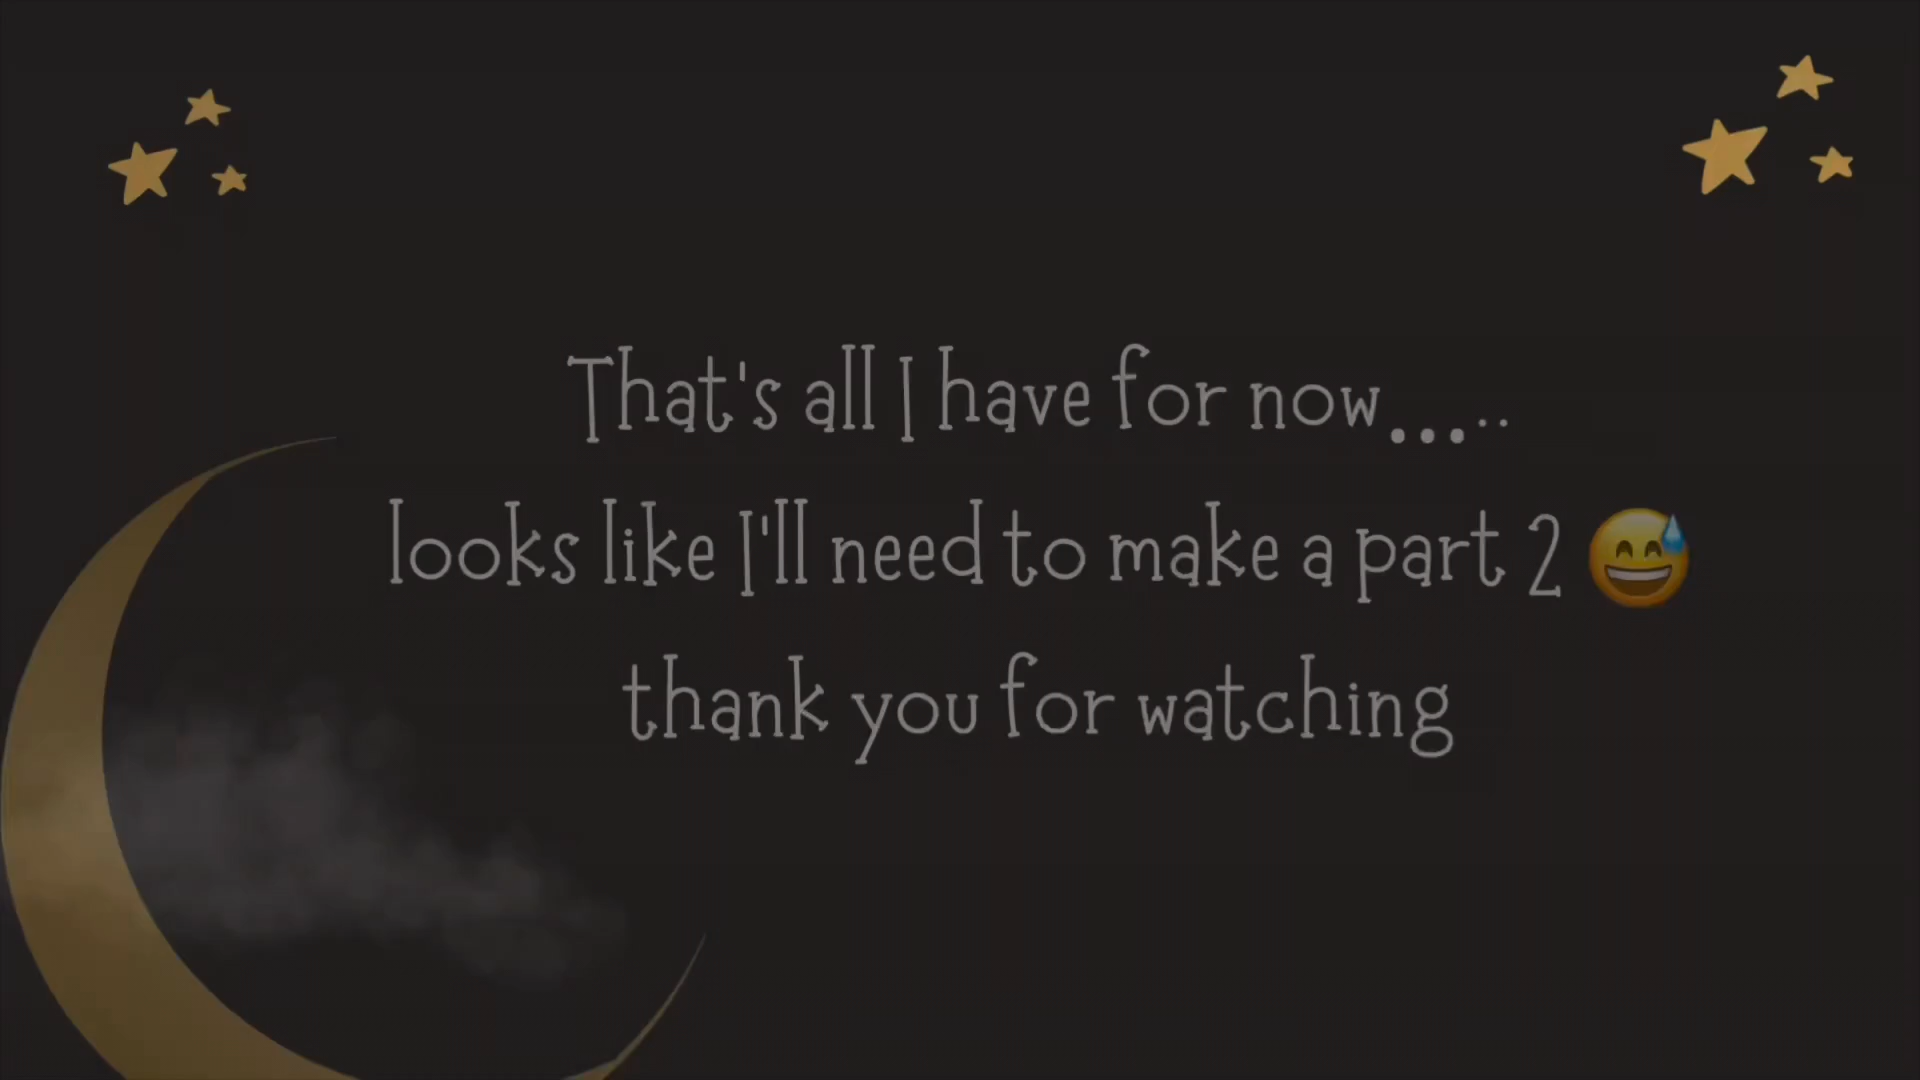 That's all I have for now.....
looks like I'll need to make a part 2 😅
thank you for watching